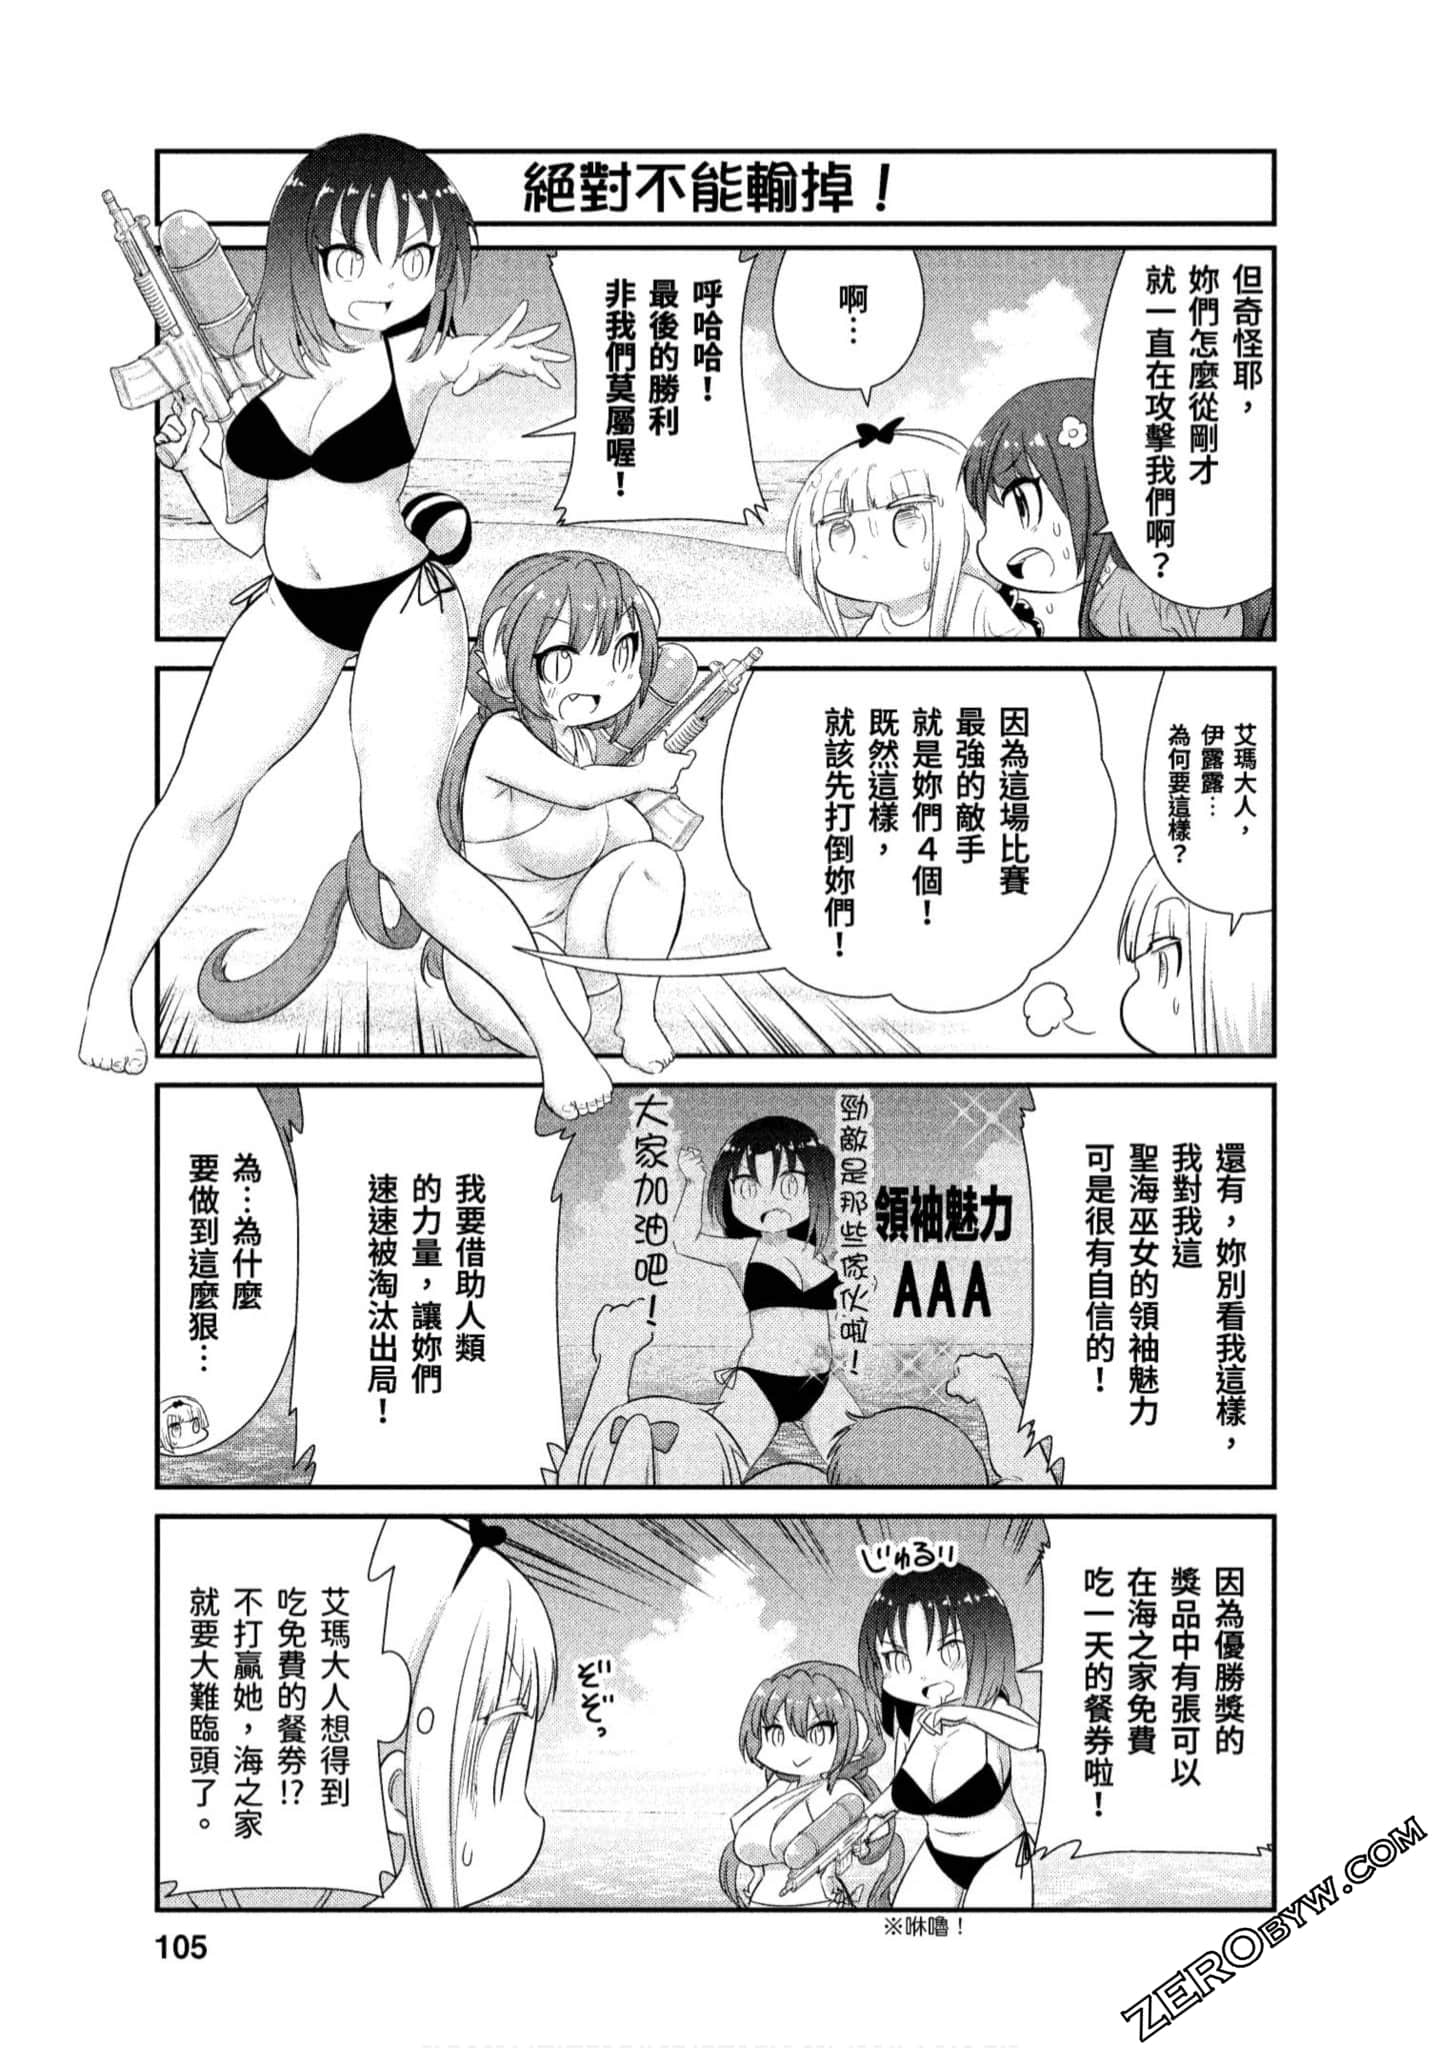 絕對不能輸掉！
但奇怪耶，
妳們怎麼從剛才
就一直在攻擊我們啊？
啊…
呼哈哈！
最後的勝利
非我們莫屬喔！
艾瑪大人，
伊露露…
為何要這樣？
因為這場比賽
最強的敵手
就是妳們４個！
既然這樣，
就該先打倒妳們！
還有，妳別看我這樣，
我對我這
聖海巫女的領袖魅力
可是很有自信的！
領袖魅力
AAA
勁敵是那些傢伙啦！
大家加油吧！
我要借助人類
的力量，讓妳們
速速被淘汰出局！
為…為什麼
要做到這麼狠…
因為優勝獎的
獎品中有張可以
在海之家免費
吃一天的餐券啦！
じゅるり
ぞぞっ
艾瑪大人想得到
吃免費的餐券!?
不打贏她，海之家
就要大難臨頭了。
※咻嚕！
105
ZEROBYW.COM